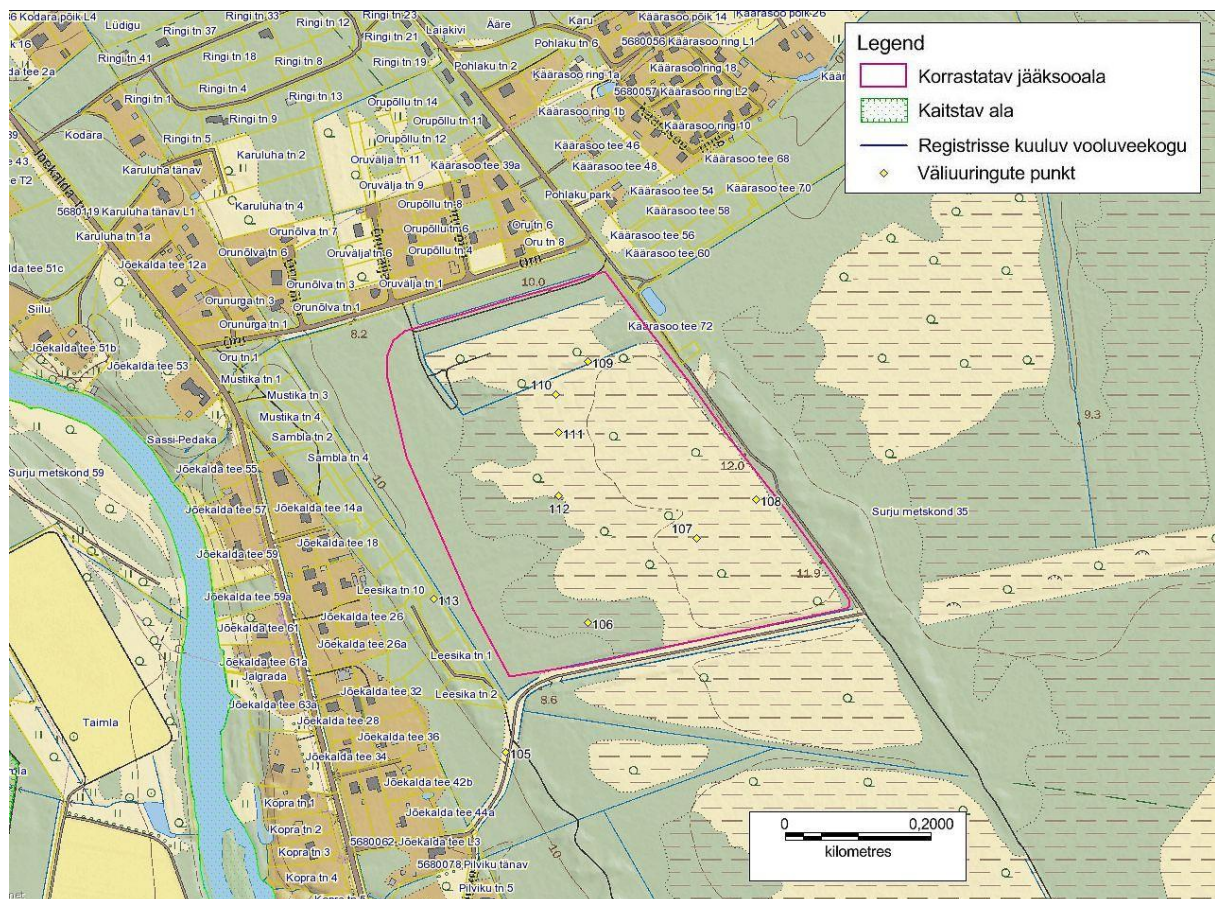 Legend
Korrastatav jääksooala
Kaitstav ala
Registrisse kuuluv vooluveekogu
Väliuuringute punkt
Kodara põik L4
Lüdigu
Ringi tn 33
Ringi tn 12
Ringi tn 23
Laiakivi
Ääre
Karu
Käärasoo põik 14
Käärasoo põik 26
Ringi tn 37
Ringi tn 21
Pohlaku tn 6
5680056 Käärasoo ring L1
Ringi tn 41
Ringi tn 18
Ringi tn 8
Ringi tn 19
Pohlaku tn 2
Käärasoo ring 1a
Käärasoo ring 18
5680057 Käärasoo ring L2
Ringi tn 4
Ringi tn 1
Ringi tn 13
Orupõllu tn 14
Orupõllu tn 11
Käärasoo ring 1b
Käärasoo ring 10
Kodara
Ringi tn 5
Ringi tn 9
Orupõllu tn 12
Karuluha tn 2
Oruvälja tn 11
Käärasoo tee 39a
Käärasoo tee 46
Käärasoo tee 48
Käärasoo tee 68
Karuluha tänav
Oruvälja tn 9
Pohlaku park
Käärasoo tee 54
Käärasoo tee 70
5680119 Karuluha tänav L1
Karuluha tn 4
Orupõllu tn 8
Käärasoo tee 58
Karuluha tn 1a
Orunõlva tn 7
Orupõllu tn 6
Oru tn 6
Käärasoo tee 56
Jõekalda tee 12a
Orunõlva tn 6
Oruvälja tn 6
Orupõllu tn 4
Oru tn 8
Käärasoo tee 60
Siilu
Orunurga tn 3
Orunõlva tn 3
Oruvälja tn 1
Oru
10.0
Orunurga tn 1
Orunõlva tn 1
8.2
Käärasoo tee 72
Jõekalda tee 51b
Oru
Oru tn 1
Jõekalda tee 53
Mustika tn 1
Mustika tn 3
Mustika tn 4
Sambla tn 2
Sambla tn 4
Sassi-Pedaka
Surju metskond 59
Jõekalda tee 55
Jõekalda tee 57
Jõekalda tee 14a
Jõekalda tee 18
Jõekalda tee 59
Jõekalda tee 59a
Leesika tn 10
Jõekalda tee 61
Jõekalda tee 26
Jõekalda tee 26a
Jõekalda tee 61a
Jalgrada
Leesika tn 1
Jõekalda tee 32
Leesika tn 2
Jõekalda tee 63a
Jõekalda tee 28
Jõekalda tee 36
Jõekalda tee 34
Taimla
Jõekalda tee 42b
Kopra tn 1
Jõekalda tee 44a
Kopra tn 2
5680062 Jõekalda tee L3
Kopra tn 3
5680078 Pilviku tänav
Kopra tn 4
Pilviku tn 5
Surju metskond 35
109
110
111
112
107
108
106
113
105
12.0
11.9
9.3
8.6
10
10
0
0,2000
kilometres